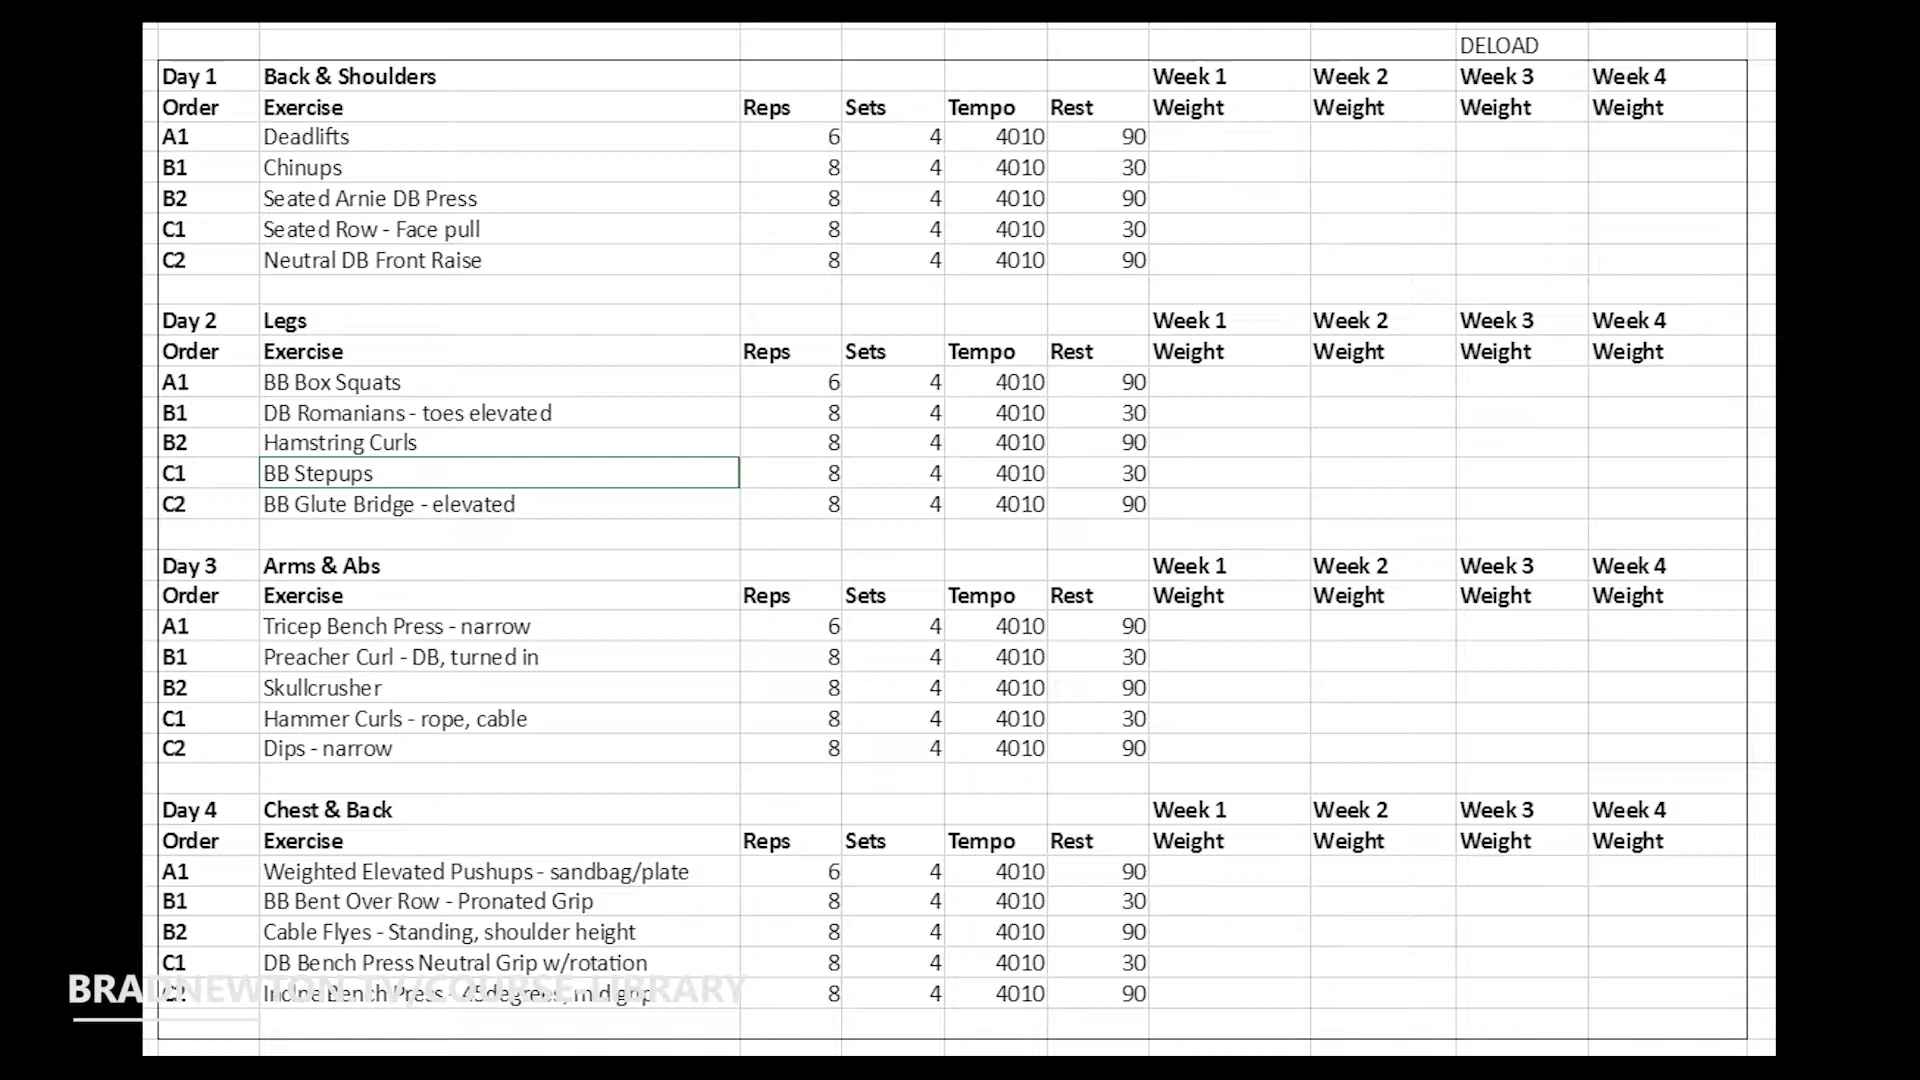 DELOAD
Day 1 Back & Shoulders Week 1 Week 2 Week 3 Week 4
Order Exercise Reps Sets Tempo Rest Weight Weight Weight Weight
A1 Deadlifts 6 4 4010 90
B1 Chinups 8 4 4010 30
B2 Seated Arnie DB Press 8 4 4010 90
C1 Seated Row - Face pull 8 4 4010 30
C2 Neutral DB Front Raise 8 4 4010 90
Day 2 Legs Week 1 Week 2 Week 3 Week 4
Order Exercise Reps Sets Tempo Rest Weight Weight Weight Weight
A1 BB Box Squats 6 4 4010 90
B1 DB Romanians - toes elevated 8 4 4010 30
B2 Hamstring Curls 8 4 4010 90
C1 BB Stepups 8 4 4010 30
C2 BB Glute Bridge - elevated 8 4 4010 90
Day 3 Arms & Abs Week 1 Week 2 Week 3 Week 4
Order Exercise Reps Sets Tempo Rest Weight Weight Weight Weight
A1 Tricep Bench Press - narrow 6 4 4010 90
B1 Preacher Curl - DB, turned in 8 4 4010 30
B2 Skullcrusher 8 4 4010 90
C1 Hammer Curls - rope, cable 8 4 4010 30
C2 Dips - narrow 8 4 4010 90
Day 4 Chest & Back Week 1 Week 2 Week 3 Week 4
Order Exercise Reps Sets Tempo Rest Weight Weight Weight Weight
A1 Weighted Elevated Pushups - sandbag/plate 6 4 4010 90
B1 BB Bent Over Row - Pronated Grip 8 4 4010 30
B2 Cable Flyes - Standing, shoulder height 8 4 4010 90
C1 DB Bench Press Neutral Grip w/rotation 8 4 4010 30
C2 Incline Bench Press - 45degrees, mid grip 8 4 4010 90
BRADNEWTON.TV/COURSE-LIBRARY